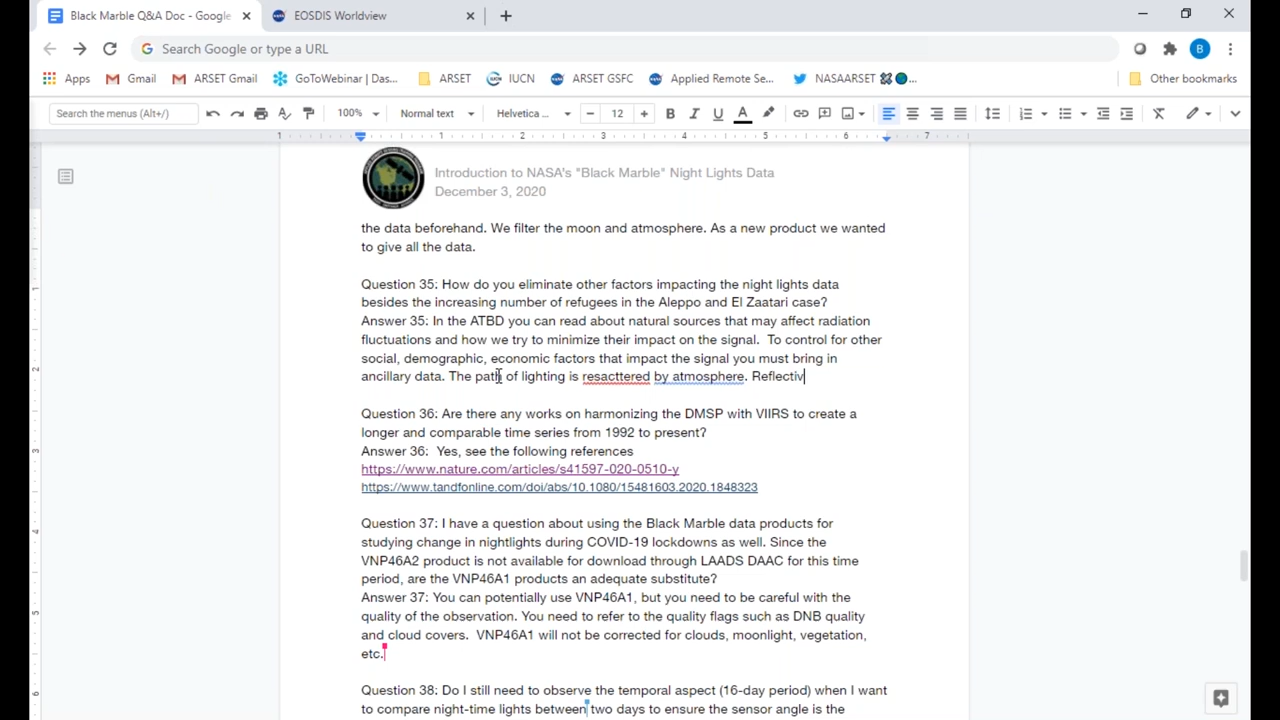 Black Marble Q&A Doc - Google
EOSDIS Worldview
Search Google or type a URL
B
Apps
Gmail
ARSET Gmail
GoToWebinar | Das...
ARSET
IUCN
ARSET GSFC
Applied Remote Se...
NASAARSET
Other bookmarks
Search the menus (Alt+/)
100%
Normal text
Helvetica ...
12
B I U A
1 1 2 3 4 5 6 7
Introduction to NASA's "Black Marble" Night Lights Data
December 3, 2020
the data beforehand. We filter the moon and atmosphere. As a new product we wanted
to give all the data.
Question 35: How do you eliminate other factors impacting the night lights data
besides the increasing number of refugees in the Aleppo and El Zaatari case?
Answer 35: In the ATBD you can read about natural sources that may affect radiation
fluctuations and how we try to minimize their impact on the signal.  To control for other
social, demographic, economic factors that impact the signal you must bring in
ancillary data. The path of lighting is resacttered by atmosphere. Reflectiv
Question 36: Are there any works on harmonizing the DMSP with VIIRS to create a
longer and comparable time series from 1992 to present?
Answer 36:  Yes, see the following references
https://www.nature.com/articles/s41597-020-0510-y
https://www.tandfonline.com/doi/abs/10.1080/15481603.2020.1848323
Question 37: I have a question about using the Black Marble data products for
studying change in nightlights during COVID-19 lockdowns as well. Since the
VNP46A2 product is not available for download through LAADS DAAC for this time
period, are the VNP46A1 products an adequate substitute?
Answer 37: You can potentially use VNP46A1, but you need to be careful with the
quality of the observation. You need to refer to the quality flags such as DNB quality
and cloud covers.  VNP46A1 will not be corrected for clouds, moonlight, vegetation,
etc.
Question 38: Do I still need to observe the temporal aspect (16-day period) when I want
to compare night-time lights between two days to ensure the sensor angle is the